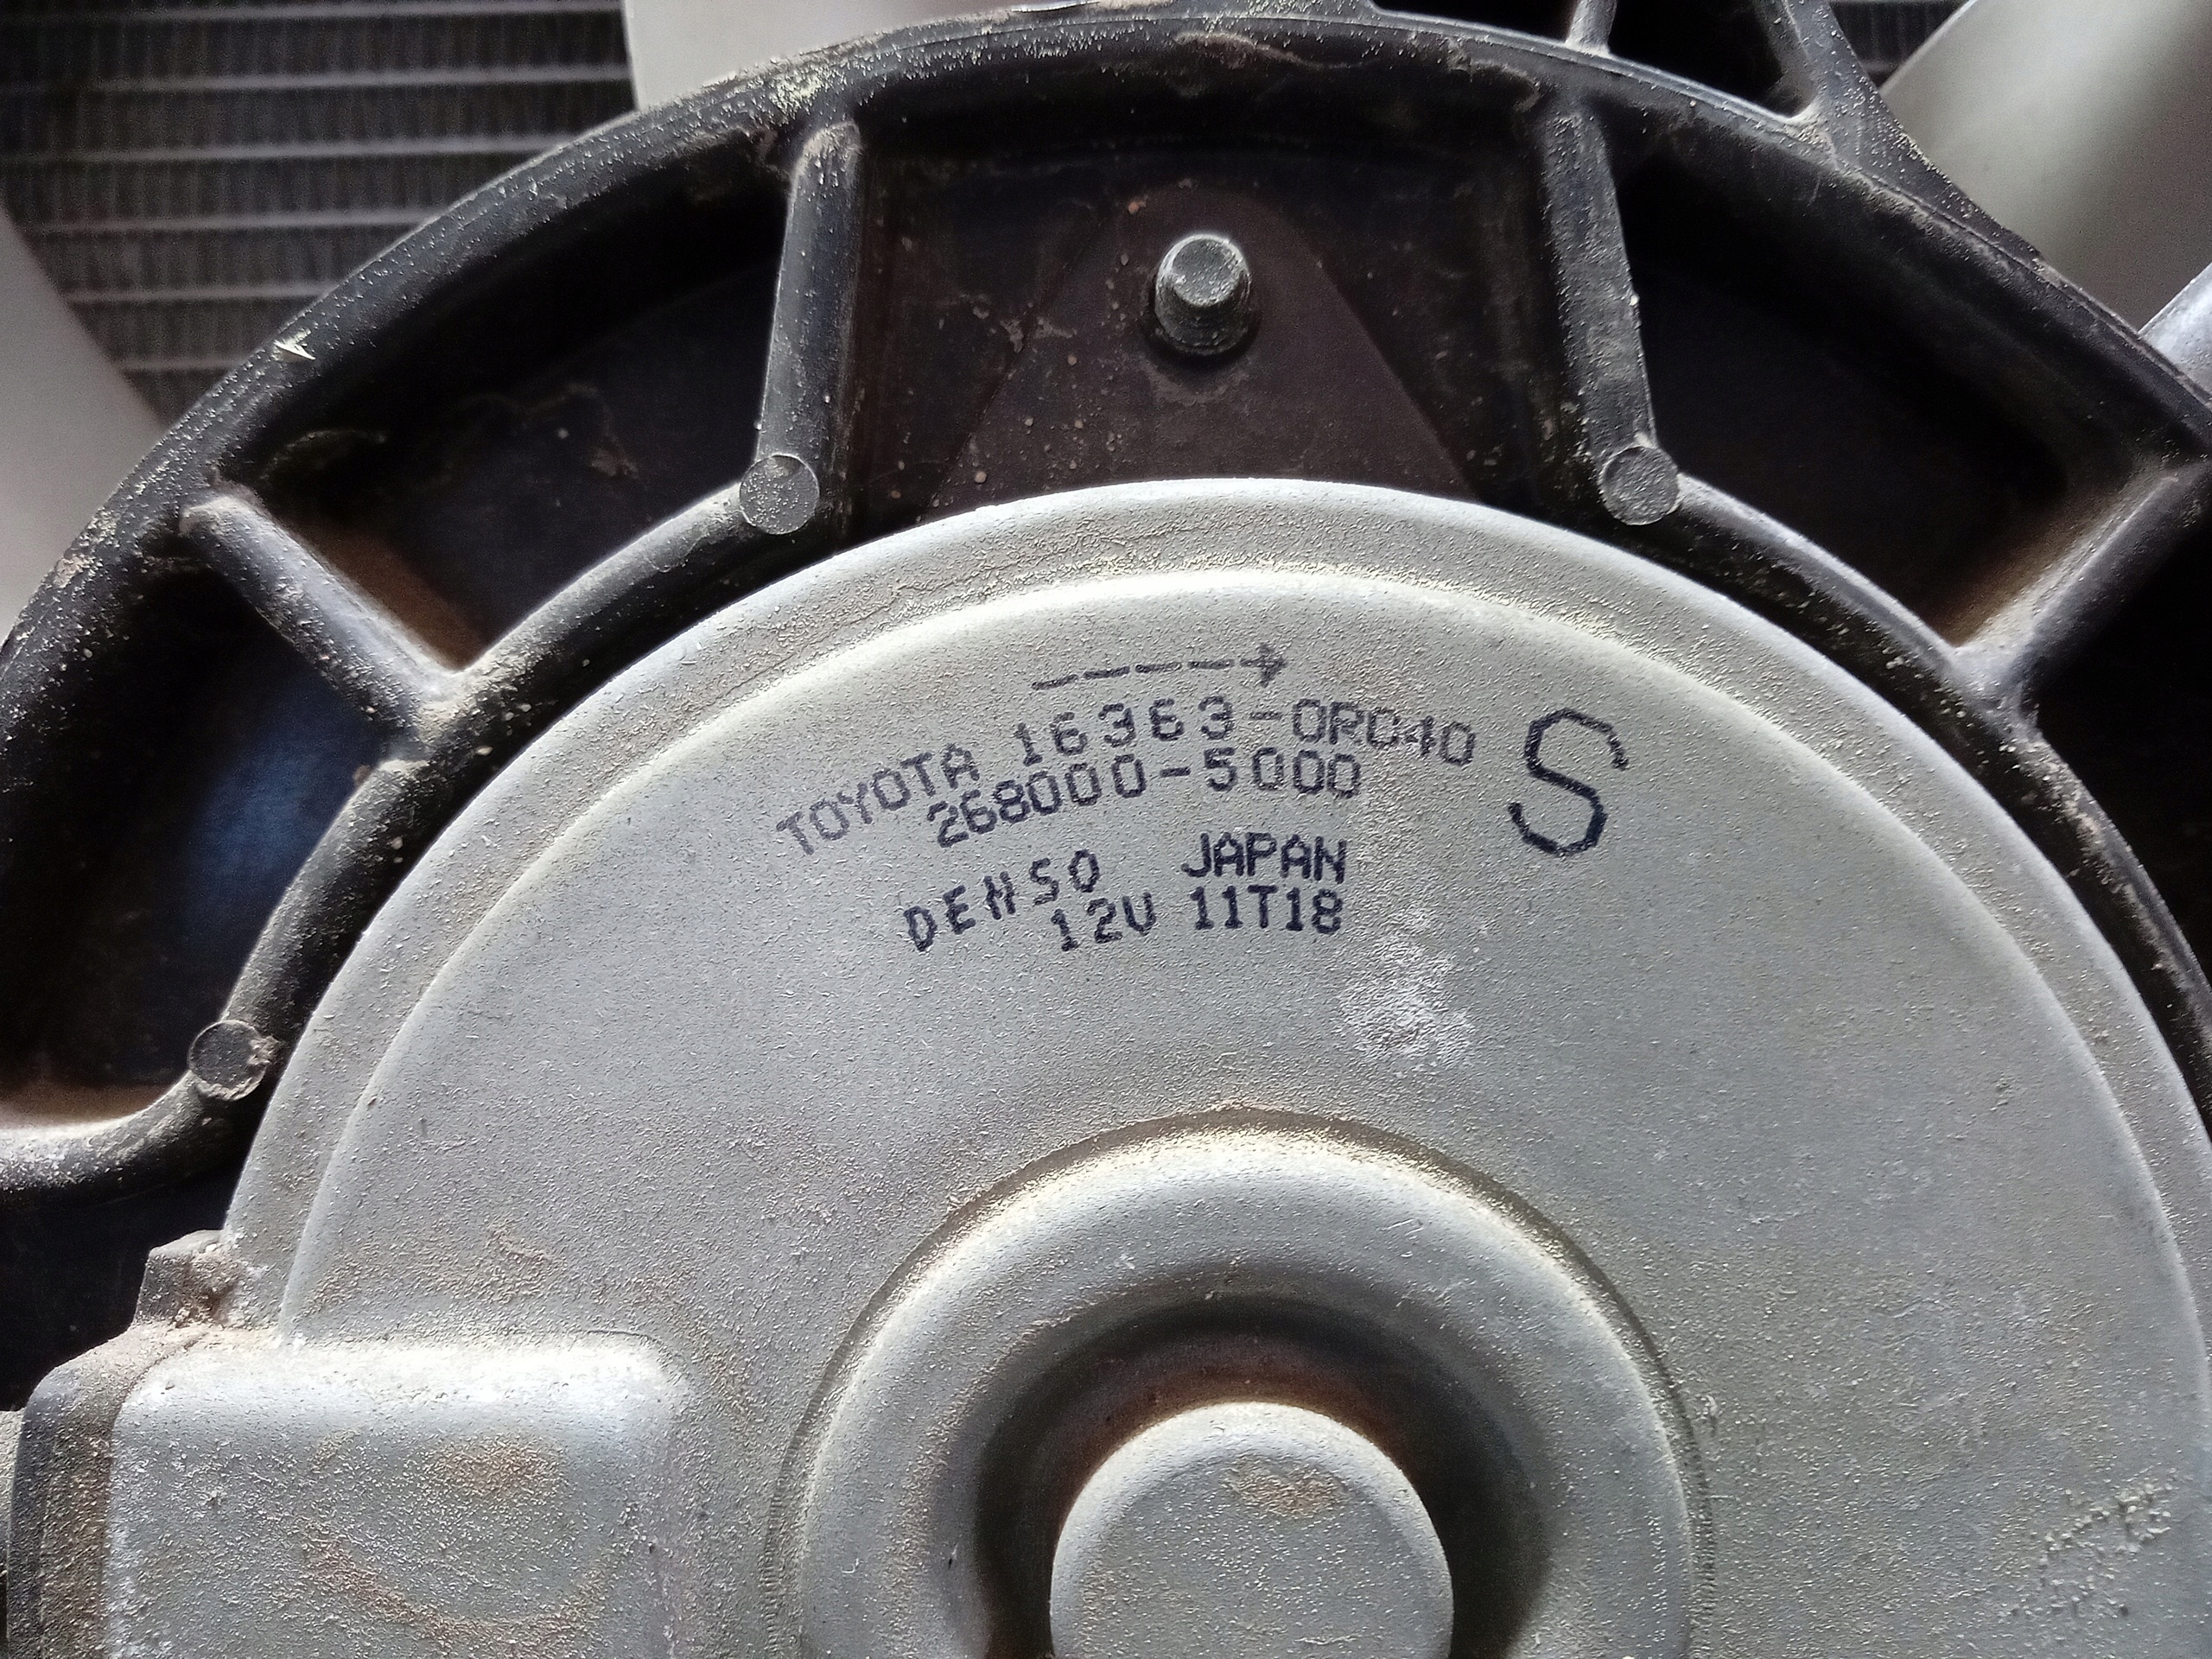 TOYOTA 16363-0R040
S
268000-5000
DENSO JAPAN
12V 11T18